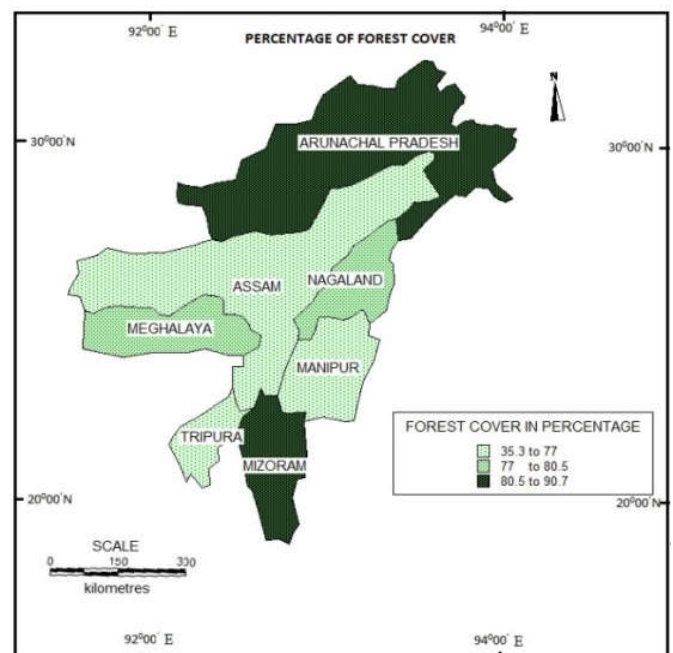 92⁰00' E
94⁰00' E
PERCENTAGE OF FOREST COVER
N
30⁰00'N
30⁰00'N
ARUNACHAL PRADESH
ASSAM
NAGALAND
MEGHALAYA
MANIPUR
TRIPURA
MIZORAM
FOREST COVER IN PERCENTAGE
35.3 to 77
77 to 80.5
80.5 to 90.7
20⁰00'N
20⁰00'N
SCALE
0 150 300
kilometres
92⁰00' E
94⁰00' E